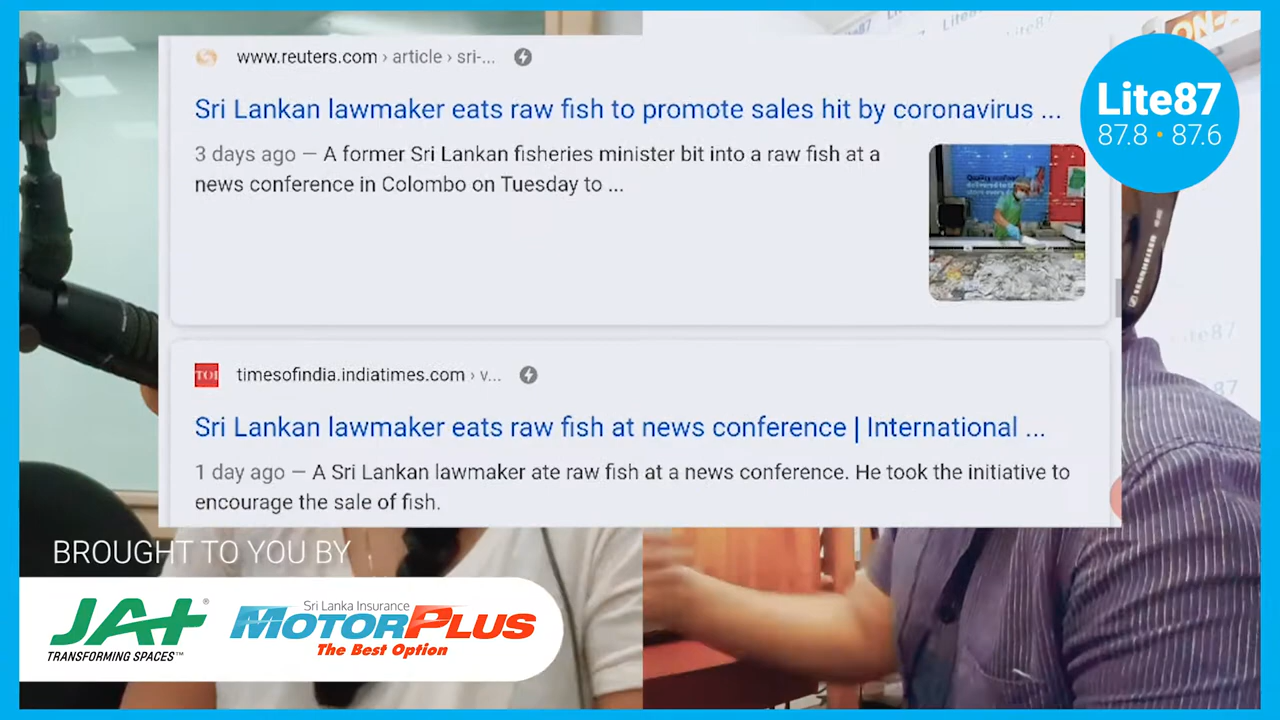 www.reuters.com › article › sri-...
Sri Lankan lawmaker eats raw fish to promote sales hit by coronavirus ...
3 days ago — A former Sri Lankan fisheries minister bit into a raw fish at a
news conference in Colombo on Tuesday to ...
Lite87
87.8 • 87.6
TOI
timesofindia.indiatimes.com › v...
Sri Lankan lawmaker eats raw fish at news conference | International ...
1 day ago — A Sri Lankan lawmaker ate raw fish at a news conference. He took the initiative to
encourage the sale of fish.
SENNHEISER
BROUGHT TO YOU BY
JAT®
TRANSFORMING SPACES™
Sri Lanka Insurance
MOTORPLUS
The Best Option